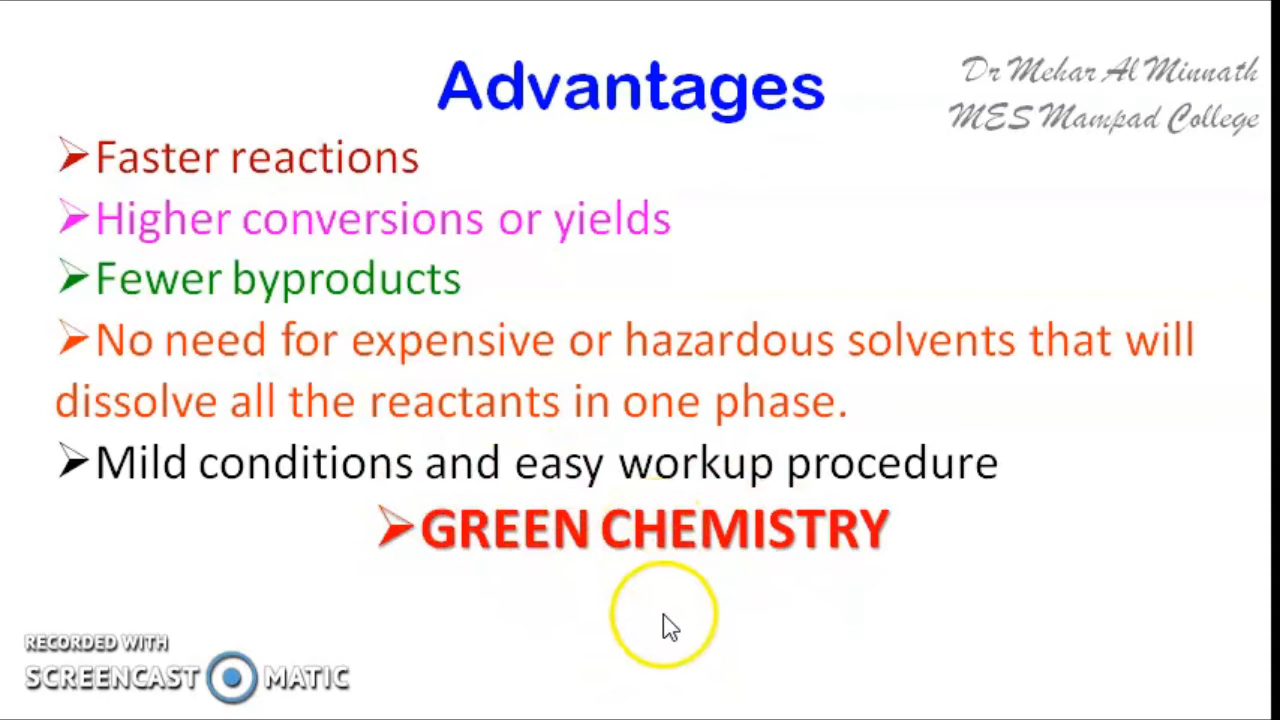 Advantages
Dr Mehar Al Minnath
MES Mampad College
➢Faster reactions
➢Higher conversions or yields
➢Fewer byproducts
➢No need for expensive or hazardous solvents that will
dissolve all the reactants in one phase.
➢Mild conditions and easy workup procedure
➢GREEN CHEMISTRY
RECORDED WITH
SCREENCAST MATIC